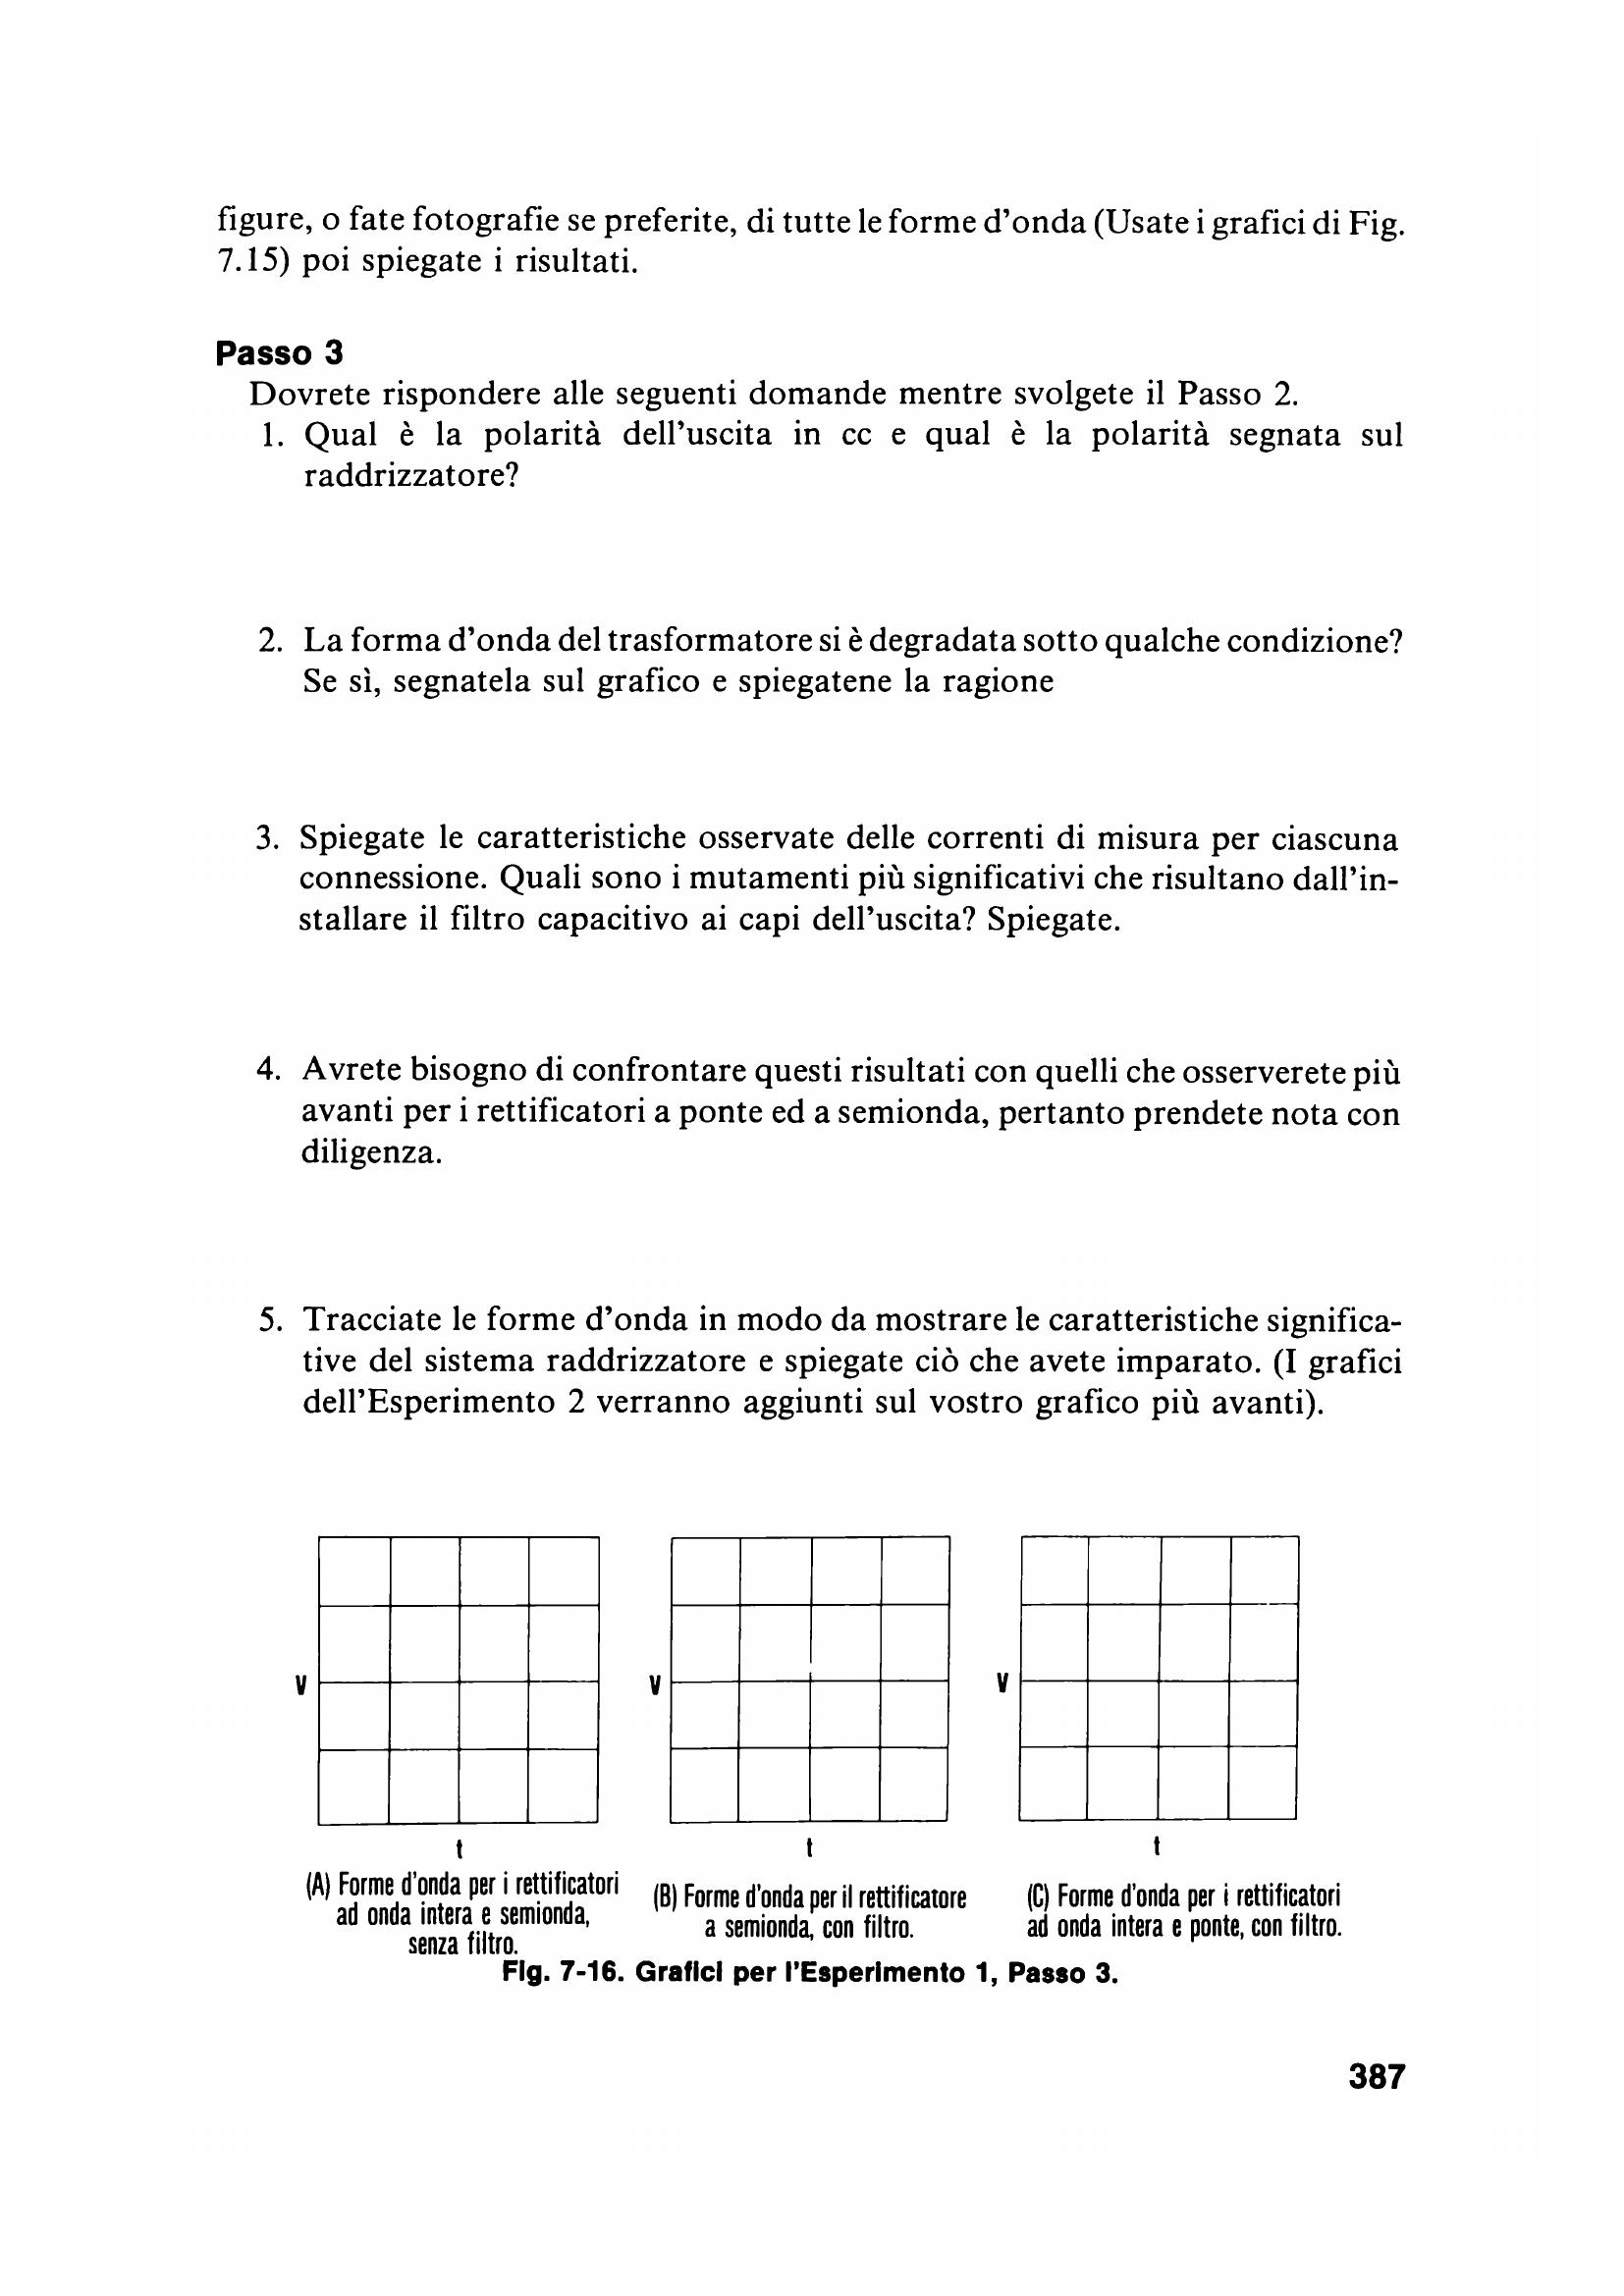 figure, o fate fotografie se preferite, di tutte le forme d'onda (Usate i grafici di Fig.
7.15) poi spiegate i risultati.
Passo 3
Dovrete rispondere alle seguenti domande mentre svolgete il Passo 2.
1. Qual è la polarità dell'uscita in cc e qual è la polarità segnata sul
raddrizzatore?
2. La forma d'onda del trasformatore si è degradata sotto qualche condizione?
Se sì, segnatela sul grafico e spiegatene la ragione
3. Spiegate le caratteristiche osservate delle correnti di misura per ciascuna
connessione. Quali sono i mutamenti più significativi che risultano dall'in-
stallare il filtro capacitivo ai capi dell'uscita? Spiegate.
4. Avrete bisogno di confrontare questi risultati con quelli che osserverete più
avanti per i rettificatori a ponte ed a semionda, pertanto prendete nota con
diligenza.
5. Tracciate le forme d'onda in modo da mostrare le caratteristiche significa-
tive del sistema raddrizzatore e spiegate ciò che avete imparato. (I grafici
dell'Esperimento 2 verranno aggiunti sul vostro grafico più avanti).
V
t
(A) Forme d'onda per i rettificatori
ad onda intera e semionda,
senza filtro.
V
t
(B) Forme d'onda per il rettificatore
a semionda, con filtro.
V
t
(C) Forme d'onda per i rettificatori
ad onda intera e ponte, con filtro.
Fig. 7-16. Grafici per l'Esperimento 1, Passo 3.
387